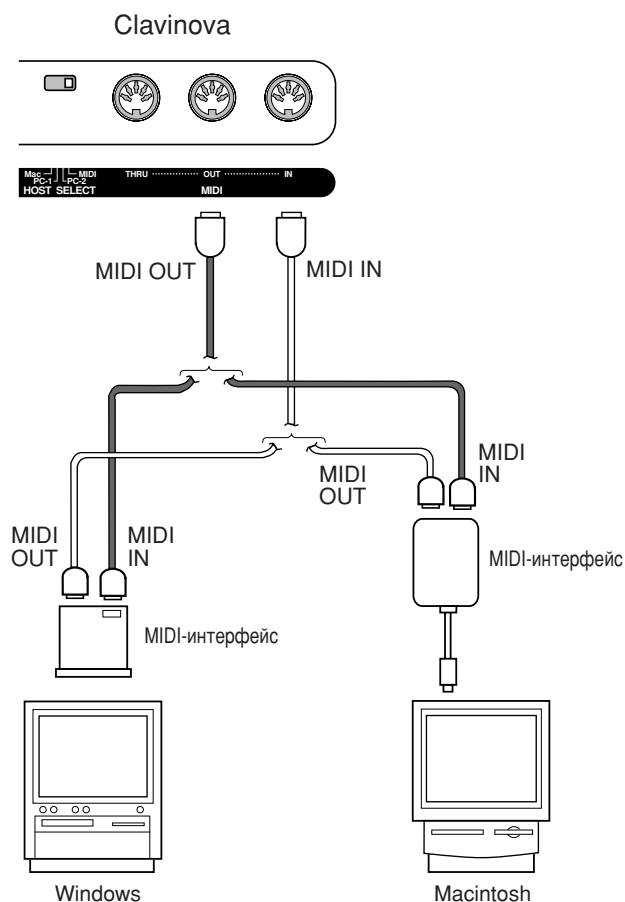 Clavinova
Mac MIDI THRU OUT IN
PC-1 PC-2
HOST SELECT MIDI
MIDI OUT
MIDI IN
MIDI
IN
MIDI
OUT
MIDI
OUT
MIDI
IN
MIDI-интерфейс
MIDI-интерфейс
Windows
Macintosh